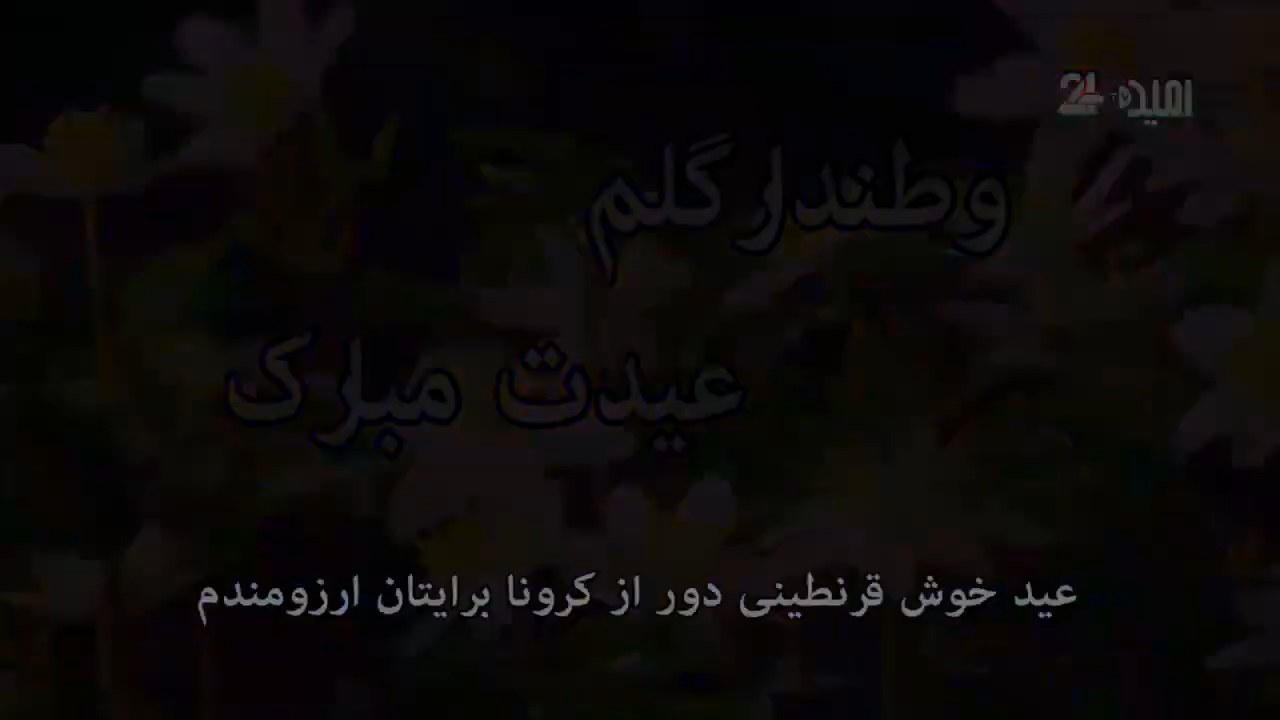 وطندار گلم
عیدت مبارک
عید خوش قرنطینی دور از کرونا برایتان ارزومندم